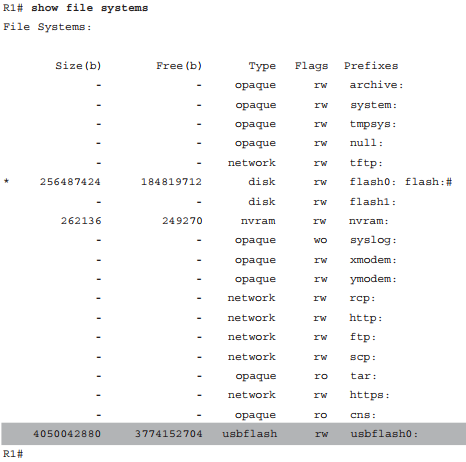 R1# show file systems
File Systems:
Size(b) Free(b) Type Flags Prefixes
- - opaque rw archive:
- - opaque rw system:
- - opaque rw tmpsys:
- - opaque rw null:
- - network rw tftp:
* 256487424 184819712 disk rw flash0: flash:#
- - disk rw flash1:
262136 249270 nvram rw nvram:
- - opaque wo syslog:
- - opaque rw xmodem:
- - opaque rw ymodem:
- - network rw rcp:
- - network rw http:
- - network rw ftp:
- - network rw scp:
- - opaque ro tar:
- - network rw https:
- - opaque ro cns:
4050042880 3774152704 usbflash rw usbflash0:
R1#